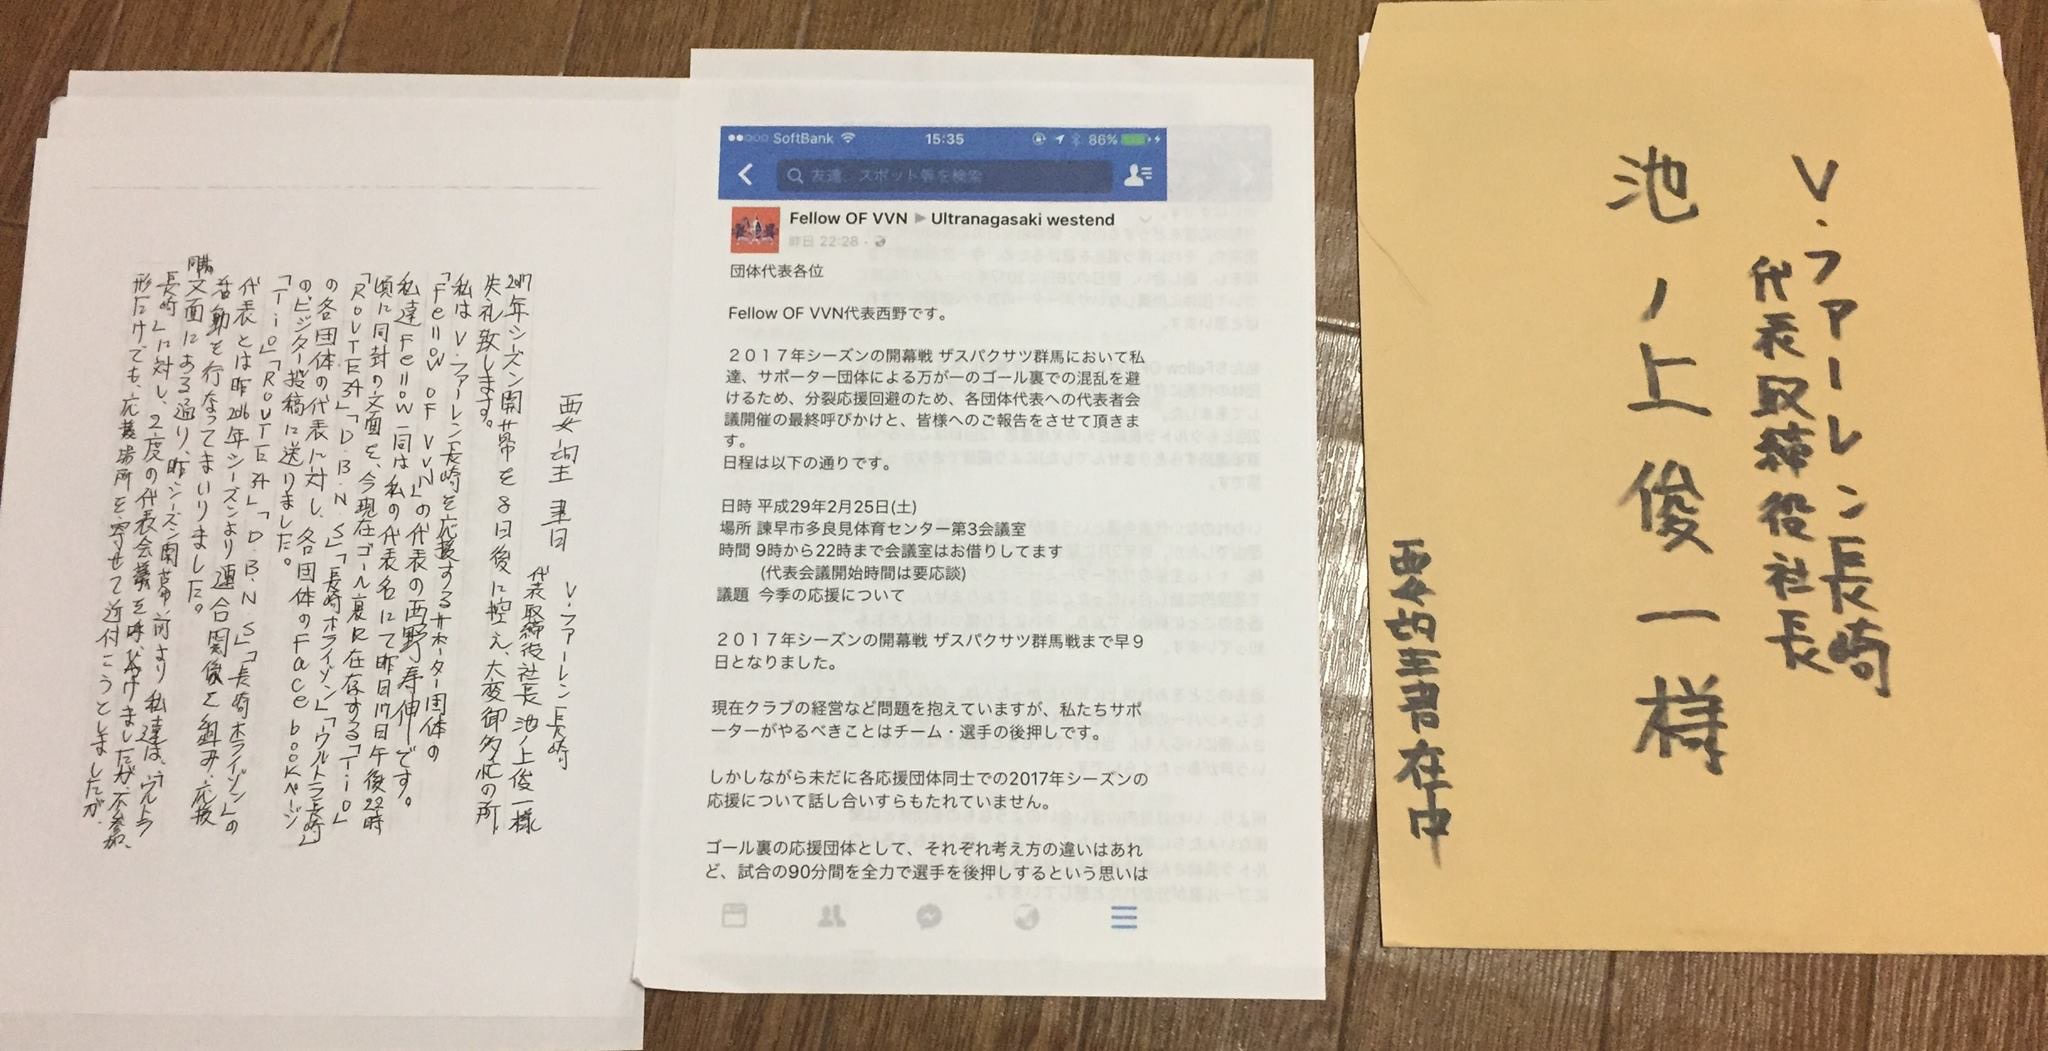 要望書
V・ファーレン長崎
代表取締役社長 池ノ上俊一様
2017年シーズン開幕を8日後に控え、大変御多忙の所、
失礼致します。
私はV・ファーレン長崎を応援するサポーター団体の
「Fellow OF VVN」の代表の西野寿伸です。
私達Fellow一同は私の代表名にて昨日17日午後22時
頃に同封の文面を、今現在ゴール裏に存在する「Tio」
「ROUTE34」「D.B.N.S」「長崎ホライゾン」「ウルトラ長崎」
の各団体の代表に対し、各団体のFacebookページ
のビジター投稿に送りました。
「Tio」「ROUTE34」「D.B.N.S」「長崎ホライゾン」の
代表とは昨2016年シーズンより連合関係を組み、応援
活動を行なってまいりました。
文面にある通り、昨シーズン開幕前より私達は、「ウルトラ
長崎」に対し、2度の代表会議を呼びかけましたが、不参加、
形だけでも、応援場所を寄せて近付こうとしましたが、
SoftBank 15:35 86%
友達、スポット等を検索
Fellow OF VVN ▶ Ultranagasaki westend
昨日 22:28
団体代表各位
Fellow OF VVN代表西野です。
２０１７年シーズンの開幕戦 ザスパクサツ群馬において私
達、サポーター団体による万が一のゴール裏での混乱を避
けるため、分裂応援回避のため、各団体代表への代表者会
議開催の最終呼びかけと、皆様へのご報告をさせて頂きま
す。
日程は以下の通りです。
日時 平成29年2月25日(土)
場所 諫早市多良見体育センター第3会議室
時間 9時から22時まで会議室はお借りしてます
(代表会議開始時間は要応談)
議題 今季の応援について
２０１７年シーズンの開幕戦 ザスパクサツ群馬戦まで早９
日となりました。
現在クラブの経営など問題を抱えていますが、私たちサポ
ーターがやるべきことはチーム・選手の後押しです。
しかしながら未だに各応援団体同士での2017年シーズンの
応援について話し合いすらもたれていません。
ゴール裏の応援団体として、それぞれ考え方の違いはあれ
ど、試合の90分間を全力で選手を後押しするという思いは
V・ファーレン長崎
代表取締役社長
池ノ上俊一様
要望書在中